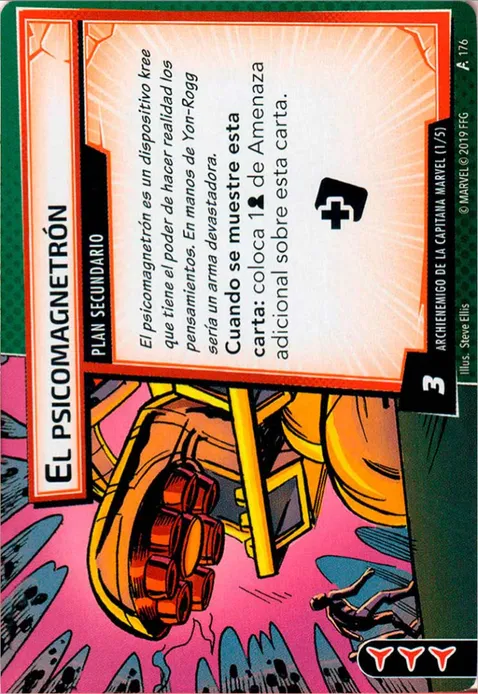 EL PSICOMAGNETRÓN
PLAN SECUNDARIO
El psicomagnetrón es un dispositivo kree
que tiene el poder de hacer realidad los
pensamientos. En manos de Yon-Rogg
sería un arma devastadora.
Cuando se muestre esta
carta: coloca 1 de Amenaza
adicional sobre esta carta.
3
ARCHIENEMIGO DE LA CAPITANA MARVEL (1/5)
Illus. Steve Ellis
© MARVEL © 2019 FFG
176